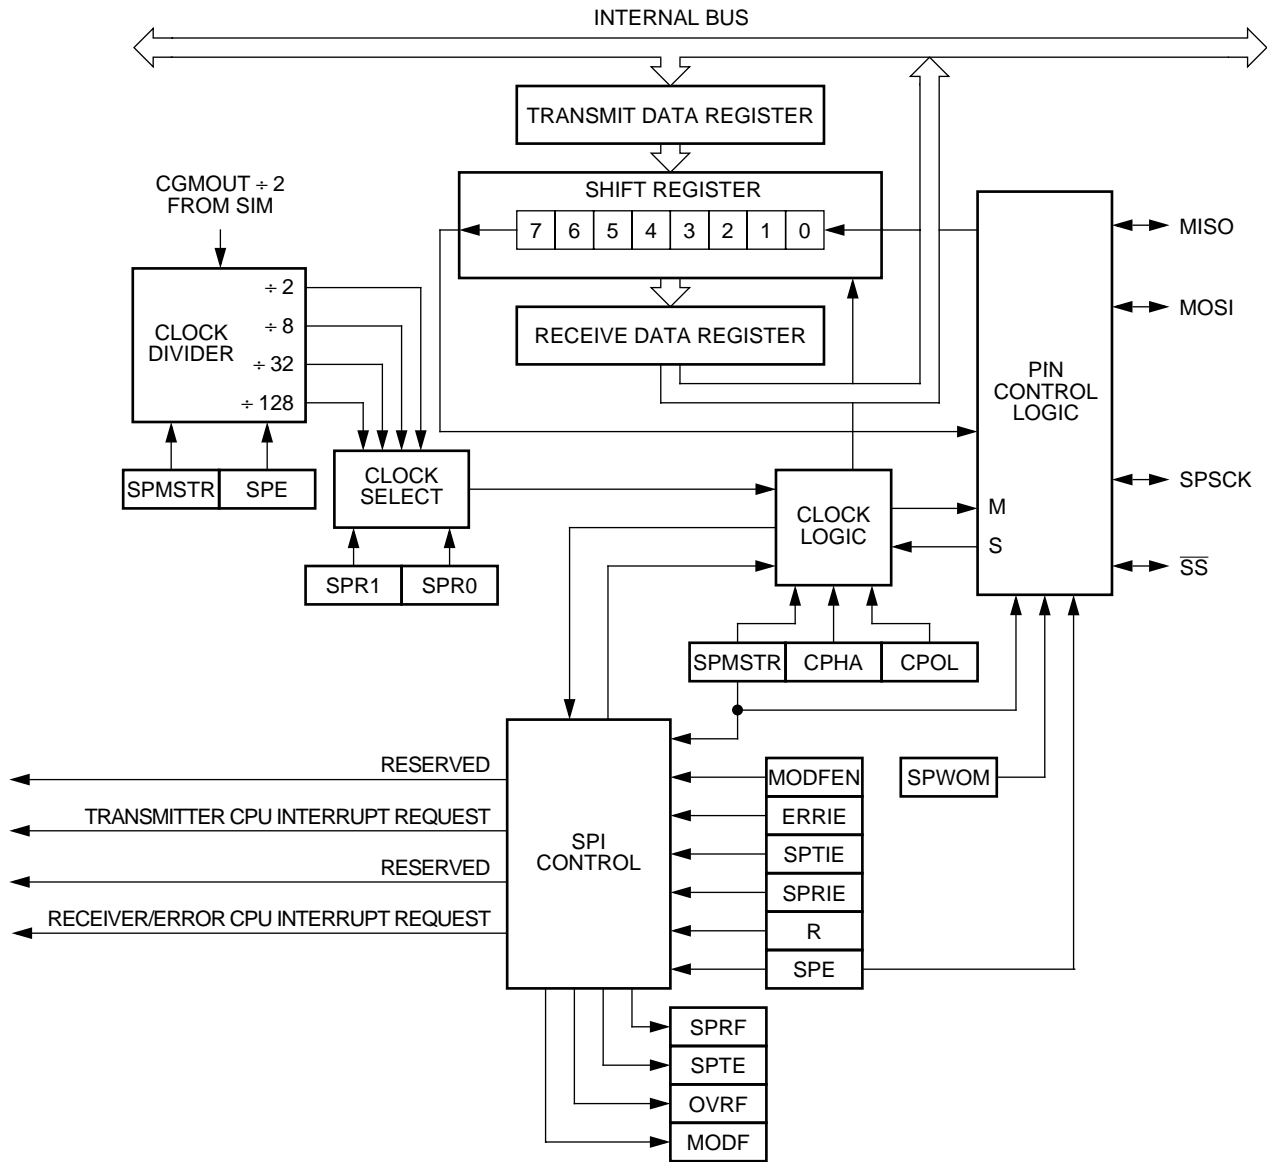 INTERNAL BUS
TRANSMIT DATA REGISTER
CGMOUT ÷ 2
FROM SIM
SHIFT REGISTER
7 6 5 4 3 2 1 0
MISO
÷ 2
CLOCK
DIVIDER
÷ 8
÷ 32
÷ 128
RECEIVE DATA REGISTER
MOSI
PIN
CONTROL
LOGIC
SPMSTR SPE
CLOCK
SELECT
SPSCK
CLOCK
LOGIC
M
S
SPR1 SPR0
SS
SPMSTR CPHA CPOL
RESERVED
TRANSMITTER CPU INTERRUPT REQUEST
RESERVED
RECEIVER/ERROR CPU INTERRUPT REQUEST
SPI
CONTROL
MODFEN
ERRIE
SPTIE
SPRIE
R
SPE
SPWOM
SPRF
SPTE
OVRF
MODF